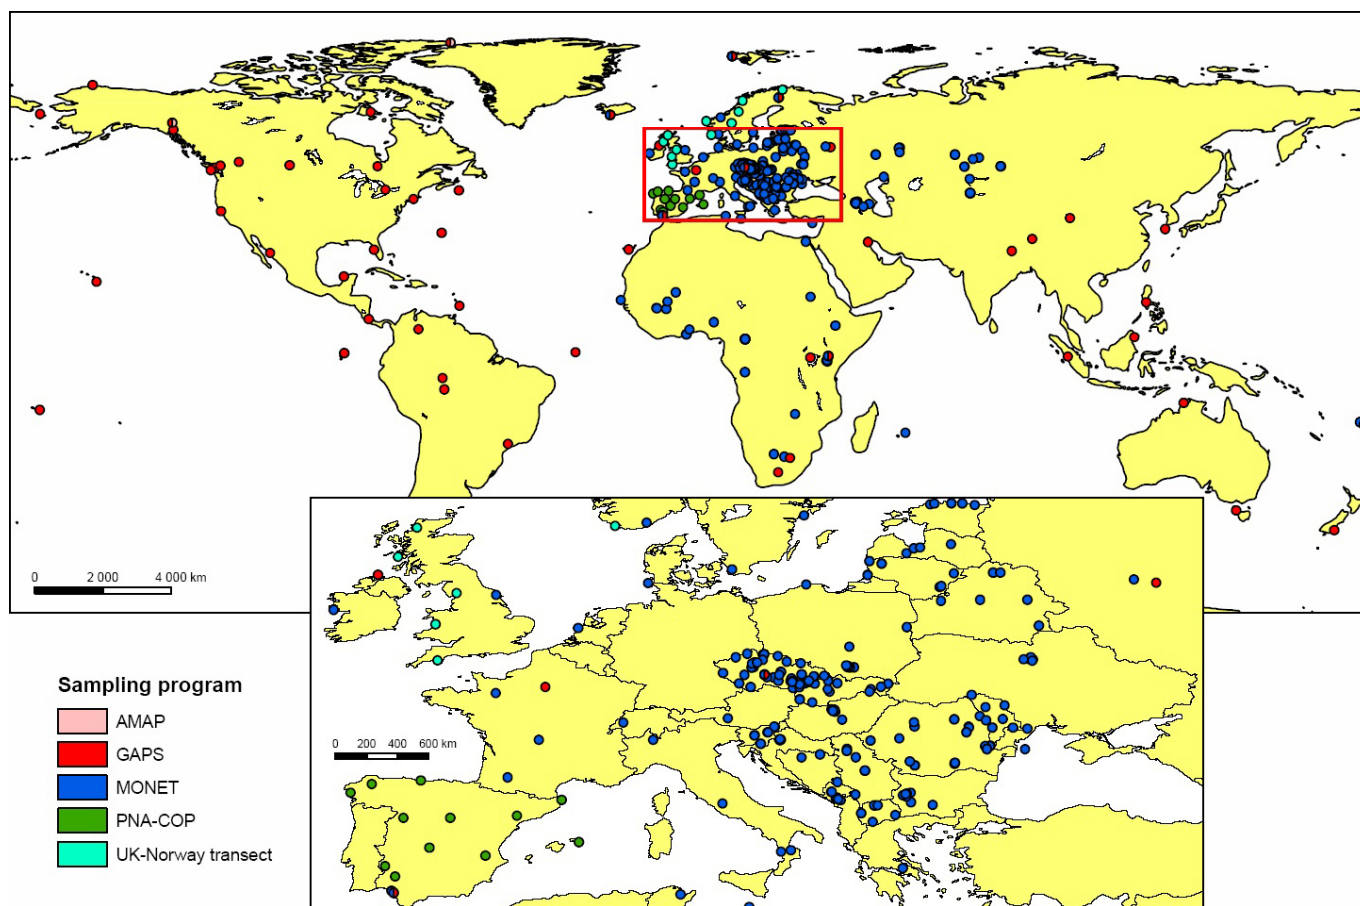 0 2 000 4 000 km
0 200 400 600 km
Sampling program
AMAP
GAPS
MONET
PNA-COP
UK-Norway transect